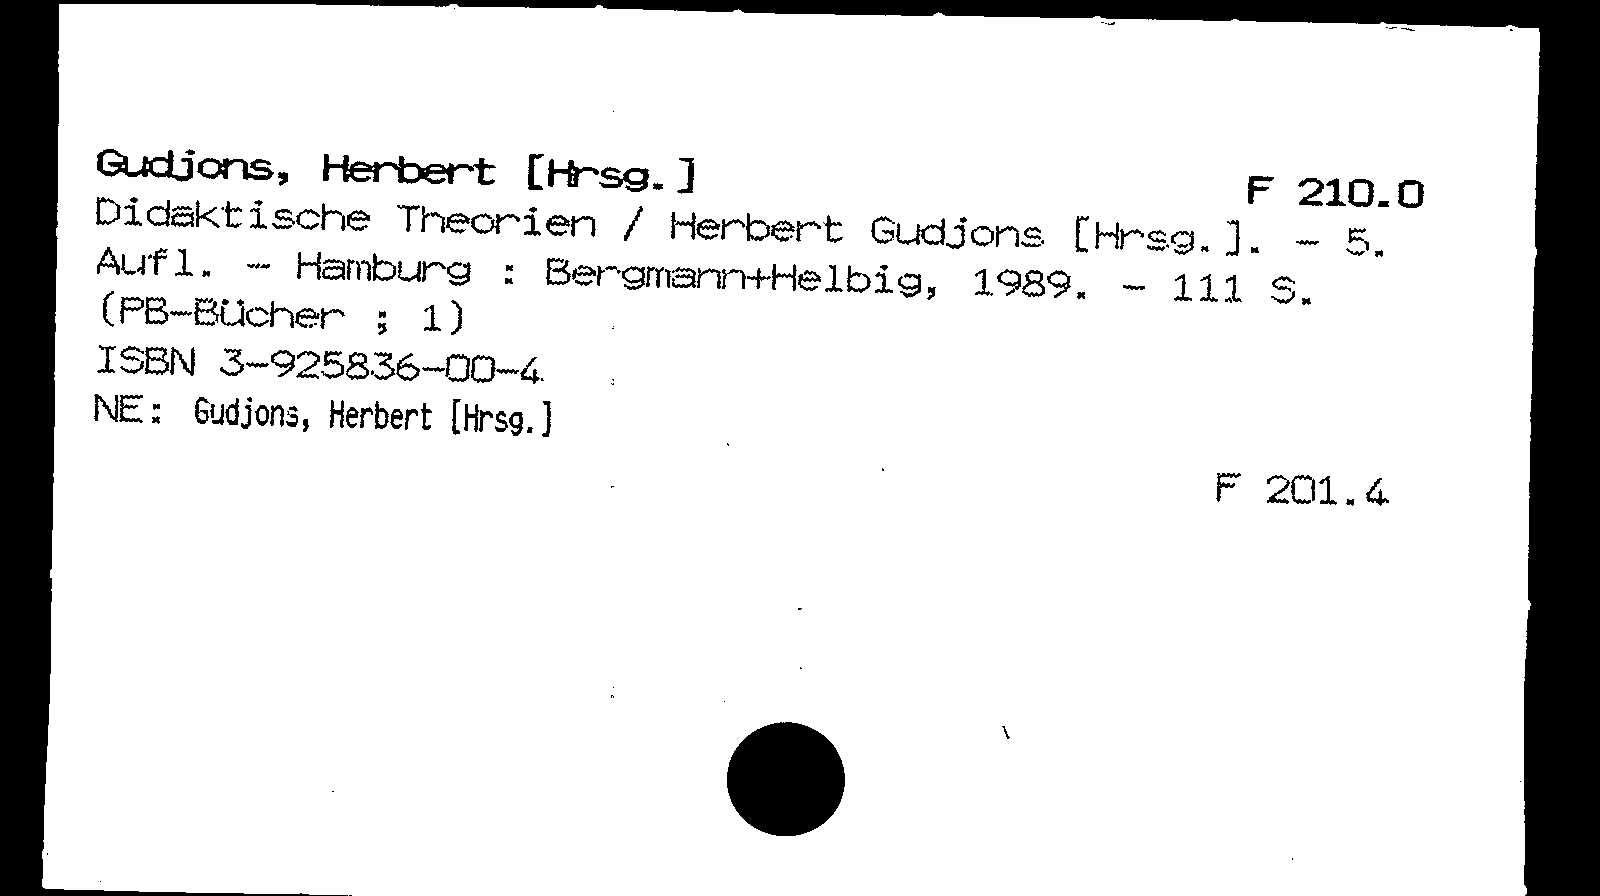 Gudjons, Herbert [Hrsg.]
F 210.0
Didaktische Theorien / Herbert Gudjons [Hrsg.]. - 5.
Aufl. - Hamburg : Bergmann+Helbig, 1989. - 111 S.
(PB-Bücher ; 1)
ISBN 3-925836-00-4
NE: Gudjons, Herbert [Hrsg.]
F 201.4